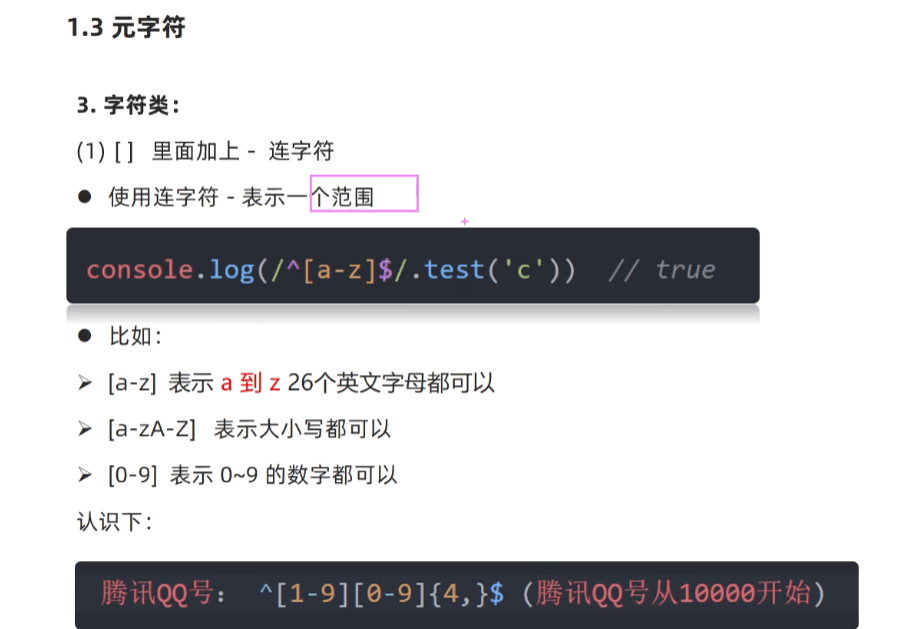 1.3 元字符
3. 字符类：
(1) [ ] 里面加上 - 连字符
● 使用连字符 - 表示一个范围
console.log(/^[a-z]$/.test('c')) // true
● 比如：
➢ [a-z] 表示 a 到 z 26个英文字母都可以
➢ [a-zA-Z] 表示大小写都可以
➢ [0-9] 表示 0~9 的数字都可以
认识下：
腾讯QQ号： ^[1-9][0-9]{4,}$ (腾讯QQ号从10000开始)